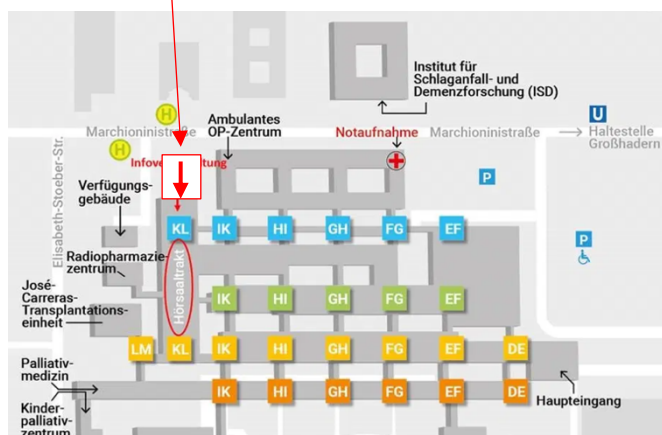 Institut für
Schlaganfall- und
Demenzforschung (ISD)
U
H
Ambulantes
OP-Zentrum
Marchioninistraße
Notaufnahme
Marchioninistraße
Haltestelle
Großhadern
H
Elisabeth-Stoeber-Str.
P
Verfügungs-
gebäude
KL IK HI GH FG EF
P
Radiopharmazie-
zentrum
Hörsaaltrakt
José-
Carreras-
Transplantations-
einheit
IK HI GH FG EF
LM KL IK HI GH FG EF DE
Palliativ-
medizin
IK HI GH FG EF DE
Haupteingang
Kinder-
palliativ-
zentrum